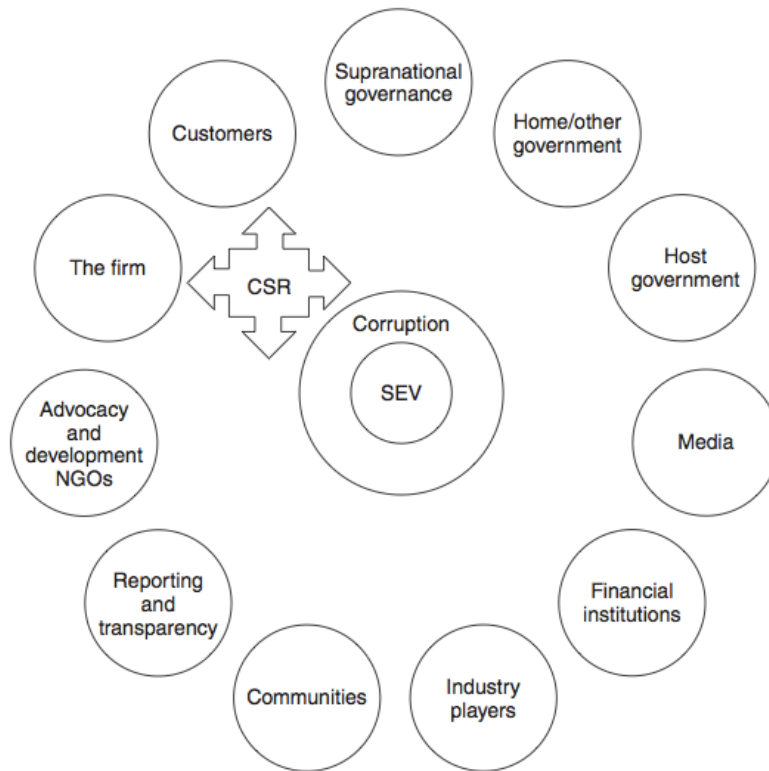 Supranational
governance
Customers
Home/other
government
The firm
CSR
Host
government
Corruption
SEV
Advocacy
and
development
NGOs
Media
Reporting
and
transparency
Financial
institutions
Communities
Industry
players